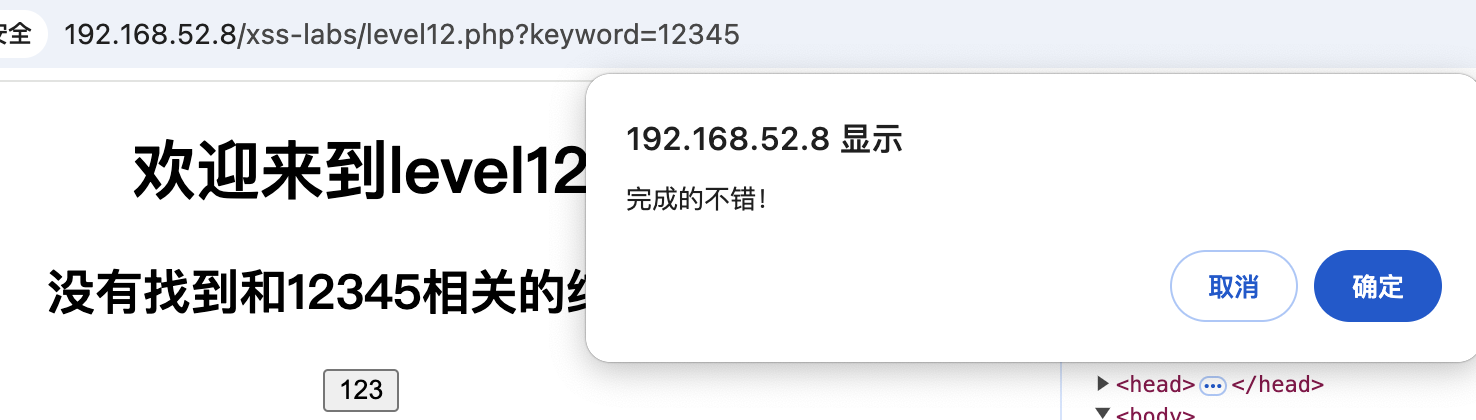 安全 192.168.52.8/xss-labs/level12.php?keyword=12345
欢迎来到level12
没有找到和12345相关的
123
192.168.52.8 显示
完成的不错!
取消 确定
<head> ••• </head>
<body>